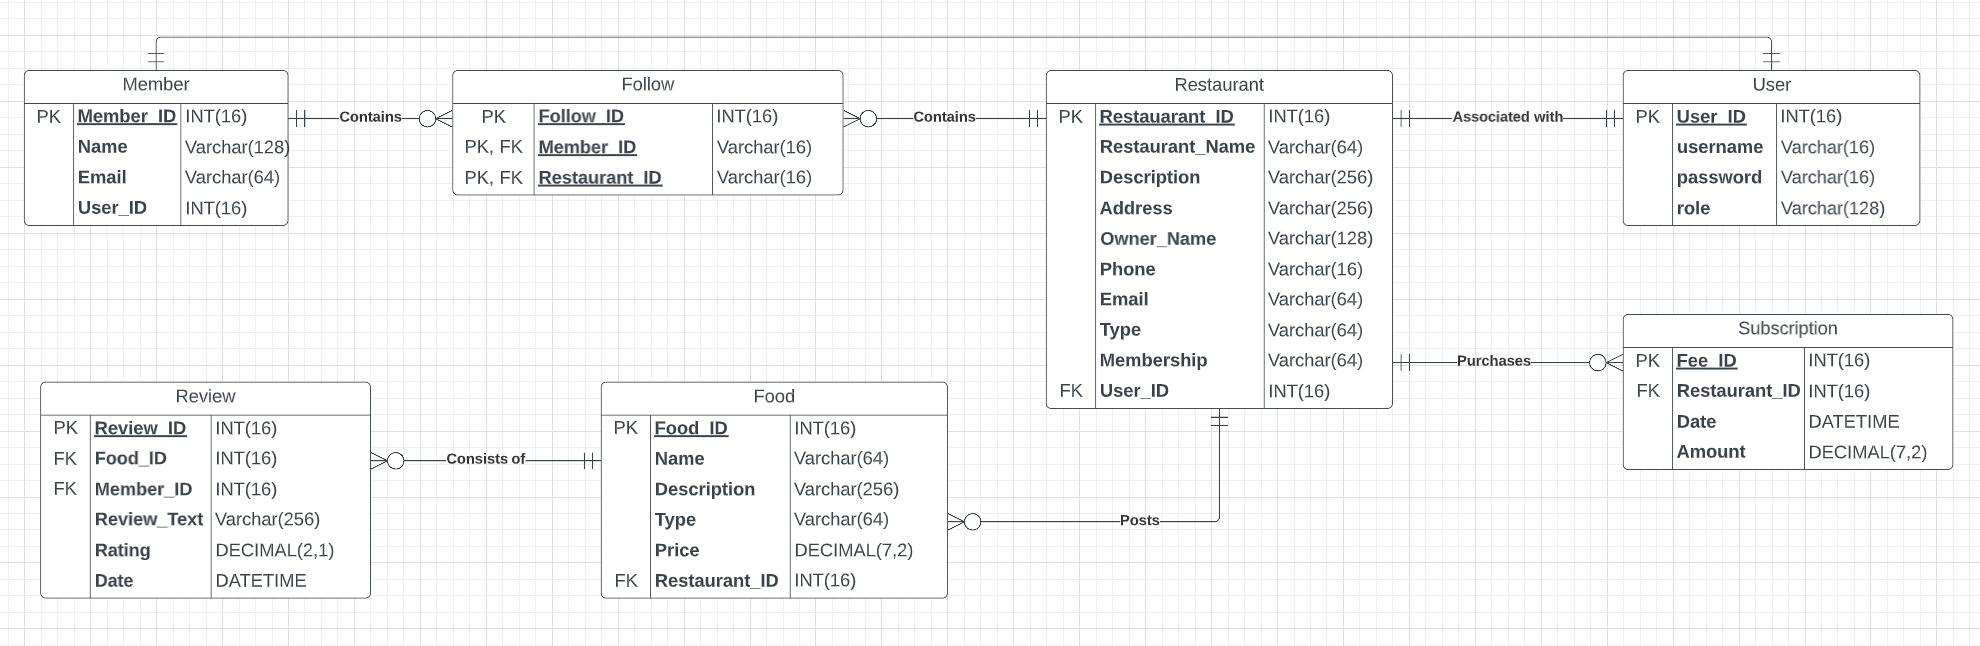 Member
PK Member_ID INT(16)
Name Varchar(128)
Email Varchar(64)
User_ID INT(16)
Contains
Follow
PK Follow_ID INT(16)
PK, FK Member_ID Varchar(16)
PK, FK Restaurant_ID Varchar(16)
Contains
Restaurant
PK Restauarant_ID INT(16)
Restaurant_Name Varchar(64)
Description Varchar(256)
Address Varchar(256)
Owner_Name Varchar(128)
Phone Varchar(16)
Email Varchar(64)
Type Varchar(64)
Membership Varchar(64)
FK User_ID INT(16)
Associated with
User
PK User_ID INT(16)
username Varchar(16)
password Varchar(16)
role Varchar(128)
Purchases
Subscription
PK Fee_ID INT(16)
FK Restaurant_ID INT(16)
Date DATETIME
Amount DECIMAL(7,2)
Review
PK Review_ID INT(16)
FK Food_ID INT(16)
FK Member_ID INT(16)
Review_Text Varchar(256)
Rating DECIMAL(2,1)
Date DATETIME
Consists of
Food
PK Food_ID INT(16)
Name Varchar(64)
Description Varchar(256)
Type Varchar(64)
Price DECIMAL(7,2)
FK Restaurant_ID INT(16)
Posts